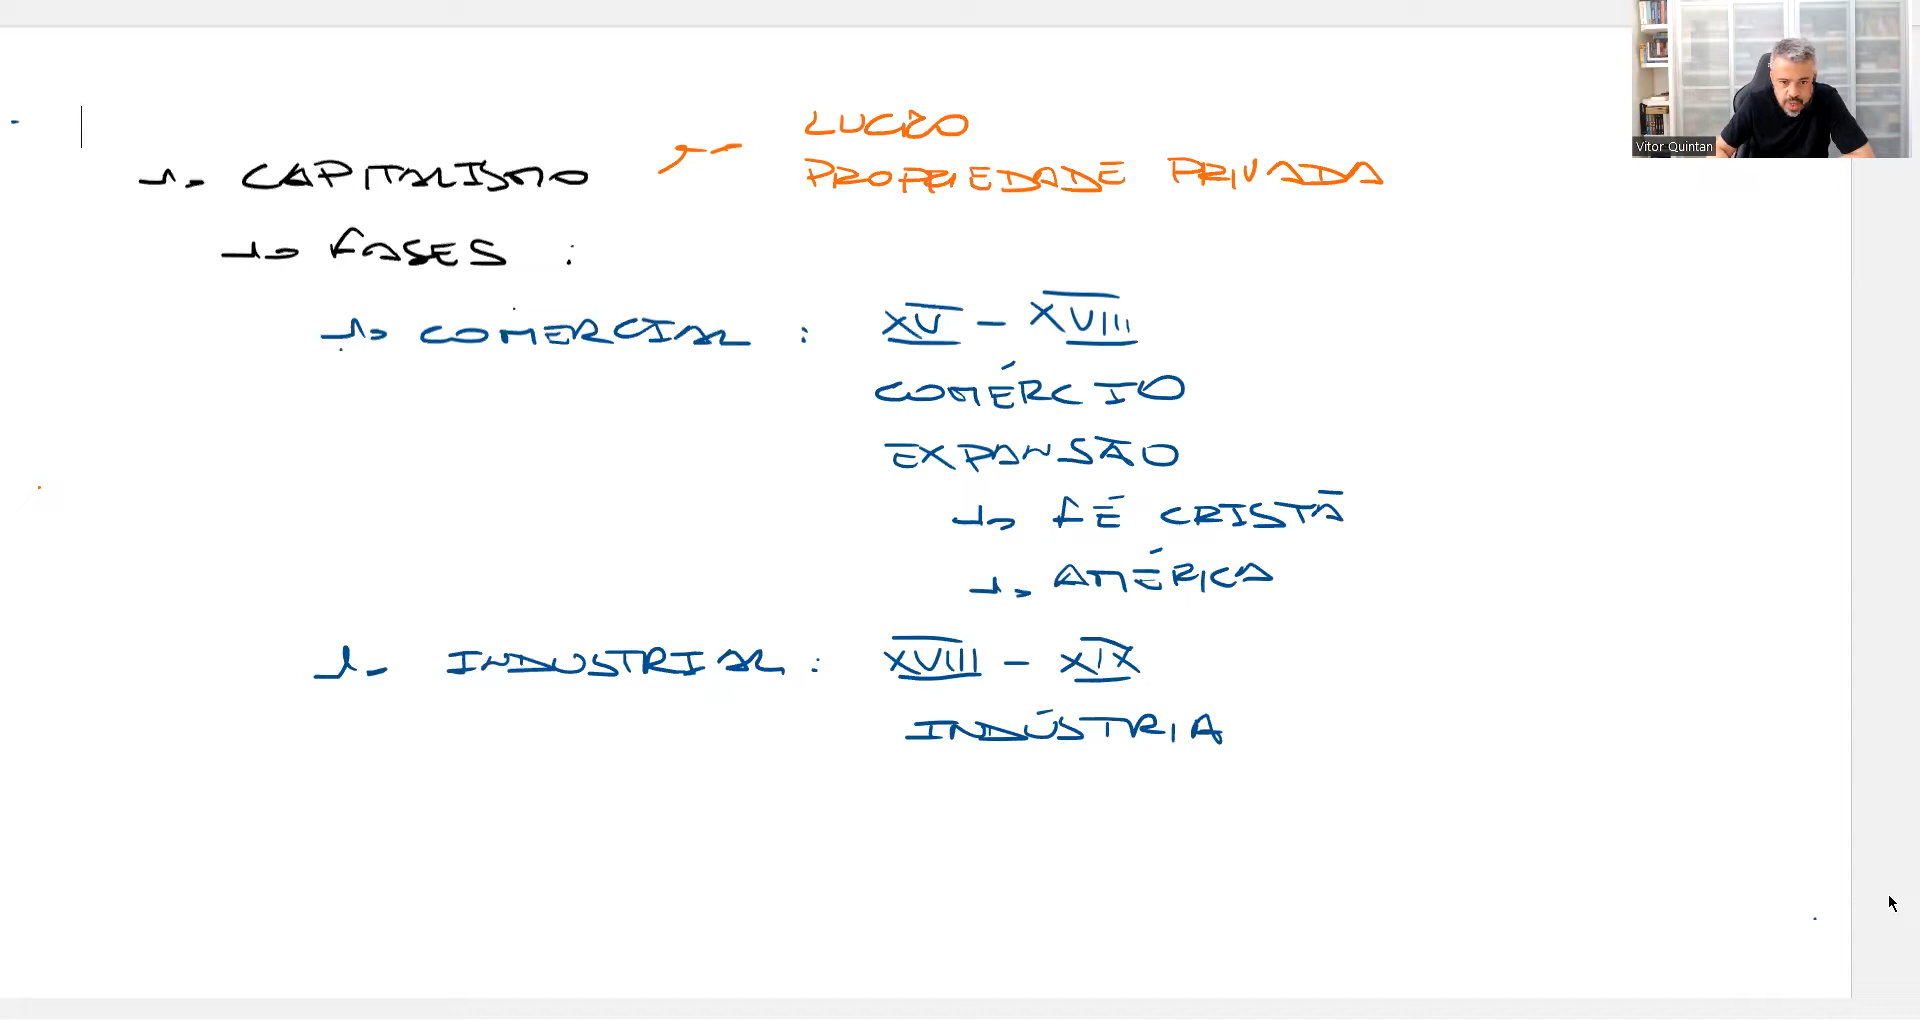 LUCRO
Vitor Quintan
→ CAPITALISMO → PROPRIEDADE PRIVADA
→ FASES :
→ COMERCIAL : XV - XVIII
COMÉRCIO
EXPANSÃO
→ FÉ CRISTÃ
→ AMÉRICA
→ INDUSTRIAL : XVIII - XIX
INDÚSTRIA